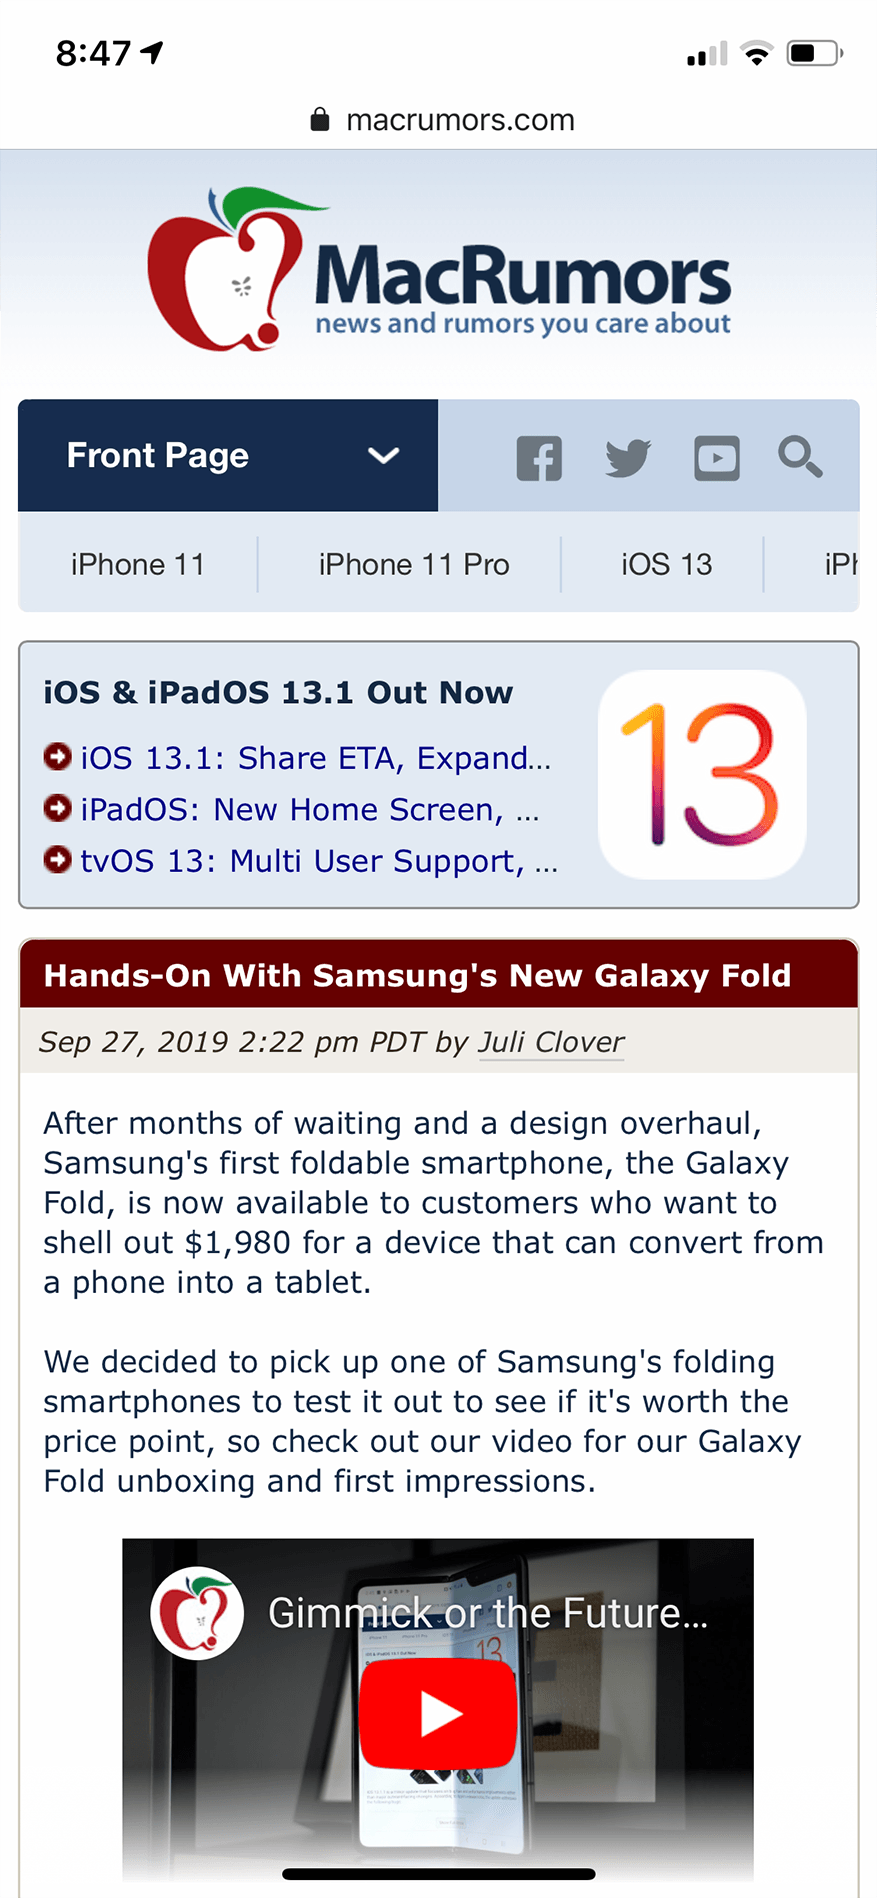 8:47
macrumors.com
MacRumors
news and rumors you care about
Front Page
iPhone 11
iPhone 11 Pro
iOS 13
iPh
iOS & iPadOS 13.1 Out Now
iOS 13.1: Share ETA, Expand...
iPadOS: New Home Screen, ...
tvOS 13: Multi User Support, ...
13
Hands-On With Samsung's New Galaxy Fold
Sep 27, 2019 2:22 pm PDT by Juli Clover
After months of waiting and a design overhaul,
Samsung's first foldable smartphone, the Galaxy
Fold, is now available to customers who want to
shell out $1,980 for a device that can convert from
a phone into a tablet.
We decided to pick up one of Samsung's folding
smartphones to test it out to see if it's worth the
price point, so check out our video for our Galaxy
Fold unboxing and first impressions.
Gimmick or the Future...
13